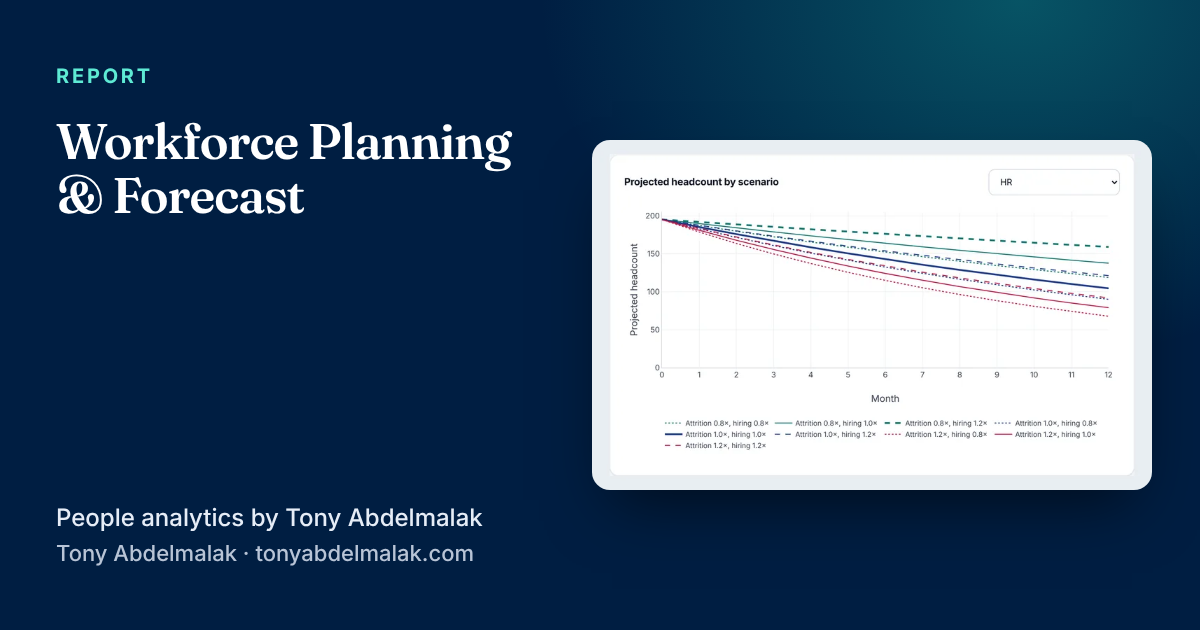 REPORT
Workforce Planning
& Forecast
Projected headcount by scenario
HR
Projected headcount
200
150
100
50
0
0 1 2 3 4 5 6 7 8 9 10 11 12
Month
Attrition 0.8×, hiring 0.8× Attrition 0.8×, hiring 1.0× Attrition 0.8×, hiring 1.2× Attrition 1.0×, hiring 0.8×
Attrition 1.0×, hiring 1.0× Attrition 1.0×, hiring 1.2× Attrition 1.2×, hiring 0.8× Attrition 1.2×, hiring 1.0×
Attrition 1.2×, hiring 1.2×
People analytics by Tony Abdelmalak
Tony Abdelmalak · tonyabdelmalak.com